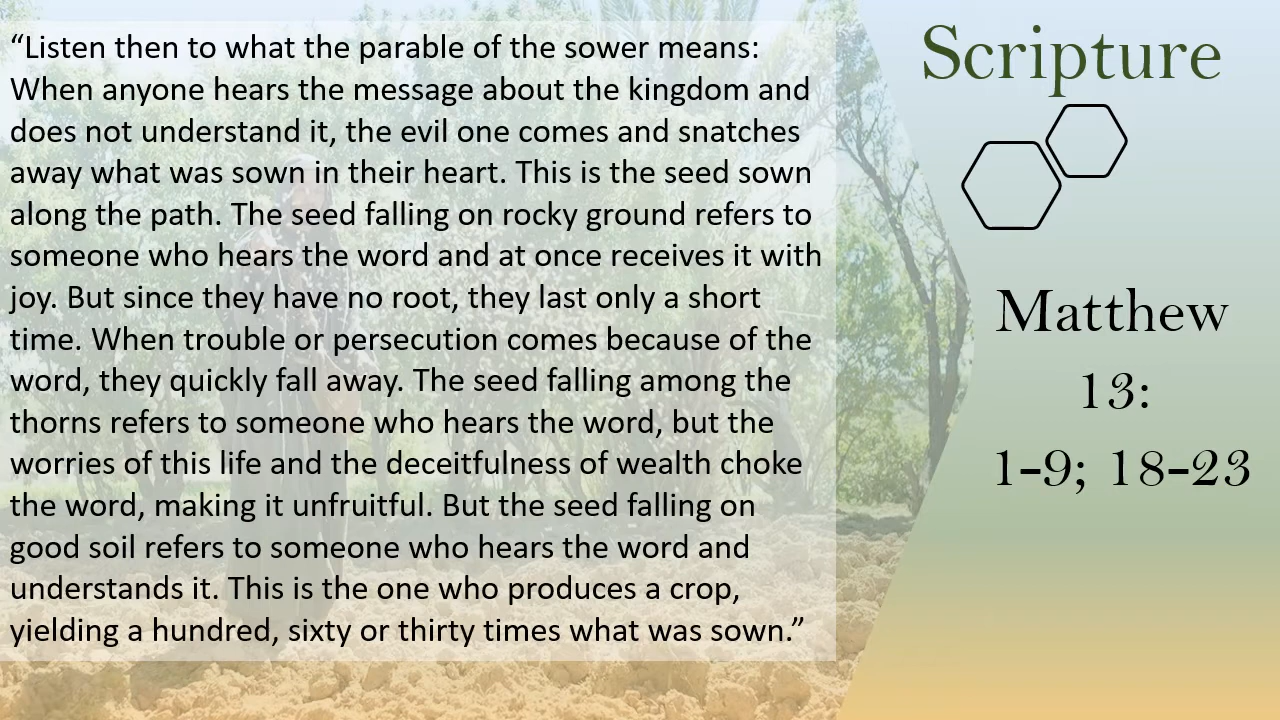 “Listen then to what the parable of the sower means:
When anyone hears the message about the kingdom and
does not understand it, the evil one comes and snatches
away what was sown in their heart. This is the seed sown
along the path. The seed falling on rocky ground refers to
someone who hears the word and at once receives it with
joy. But since they have no root, they last only a short
time. When trouble or persecution comes because of the
word, they quickly fall away. The seed falling among the
thorns refers to someone who hears the word, but the
worries of this life and the deceitfulness of wealth choke
the word, making it unfruitful. But the seed falling on
good soil refers to someone who hears the word and
understands it. This is the one who produces a crop,
yielding a hundred, sixty or thirty times what was sown.”
Scripture
Matthew
13:
1-9; 18-23